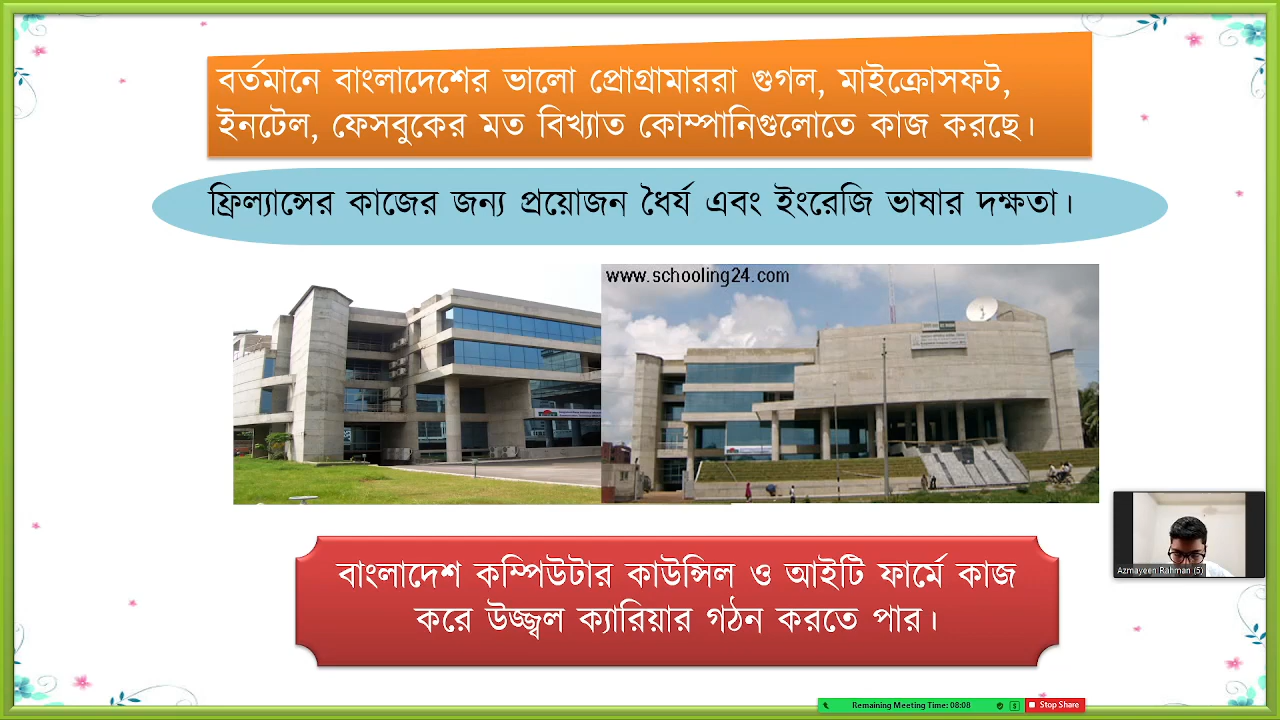 বর্তমানে বাংলাদেশের ভালো প্রোগ্রামাররা গুগল, মাইক্রোসফট,
ইনটেল, ফেসবুকের মত বিখ্যাত কোম্পানিগুলোতে কাজ করছে।
ফ্রিল্যান্সের কাজের জন্য প্রয়োজন ধৈর্য এবং ইংরেজি ভাষার দক্ষতা।
www.schooling24.com
বাংলাদেশ কম্পিউটার কাউন্সিল ও আইটি ফার্মে কাজ
করে উজ্জ্বল ক্যারিয়ার গঠন করতে পার।
Azmayeen Rahman (5)
Remaining Meeting Time: 08:08
Stop Share